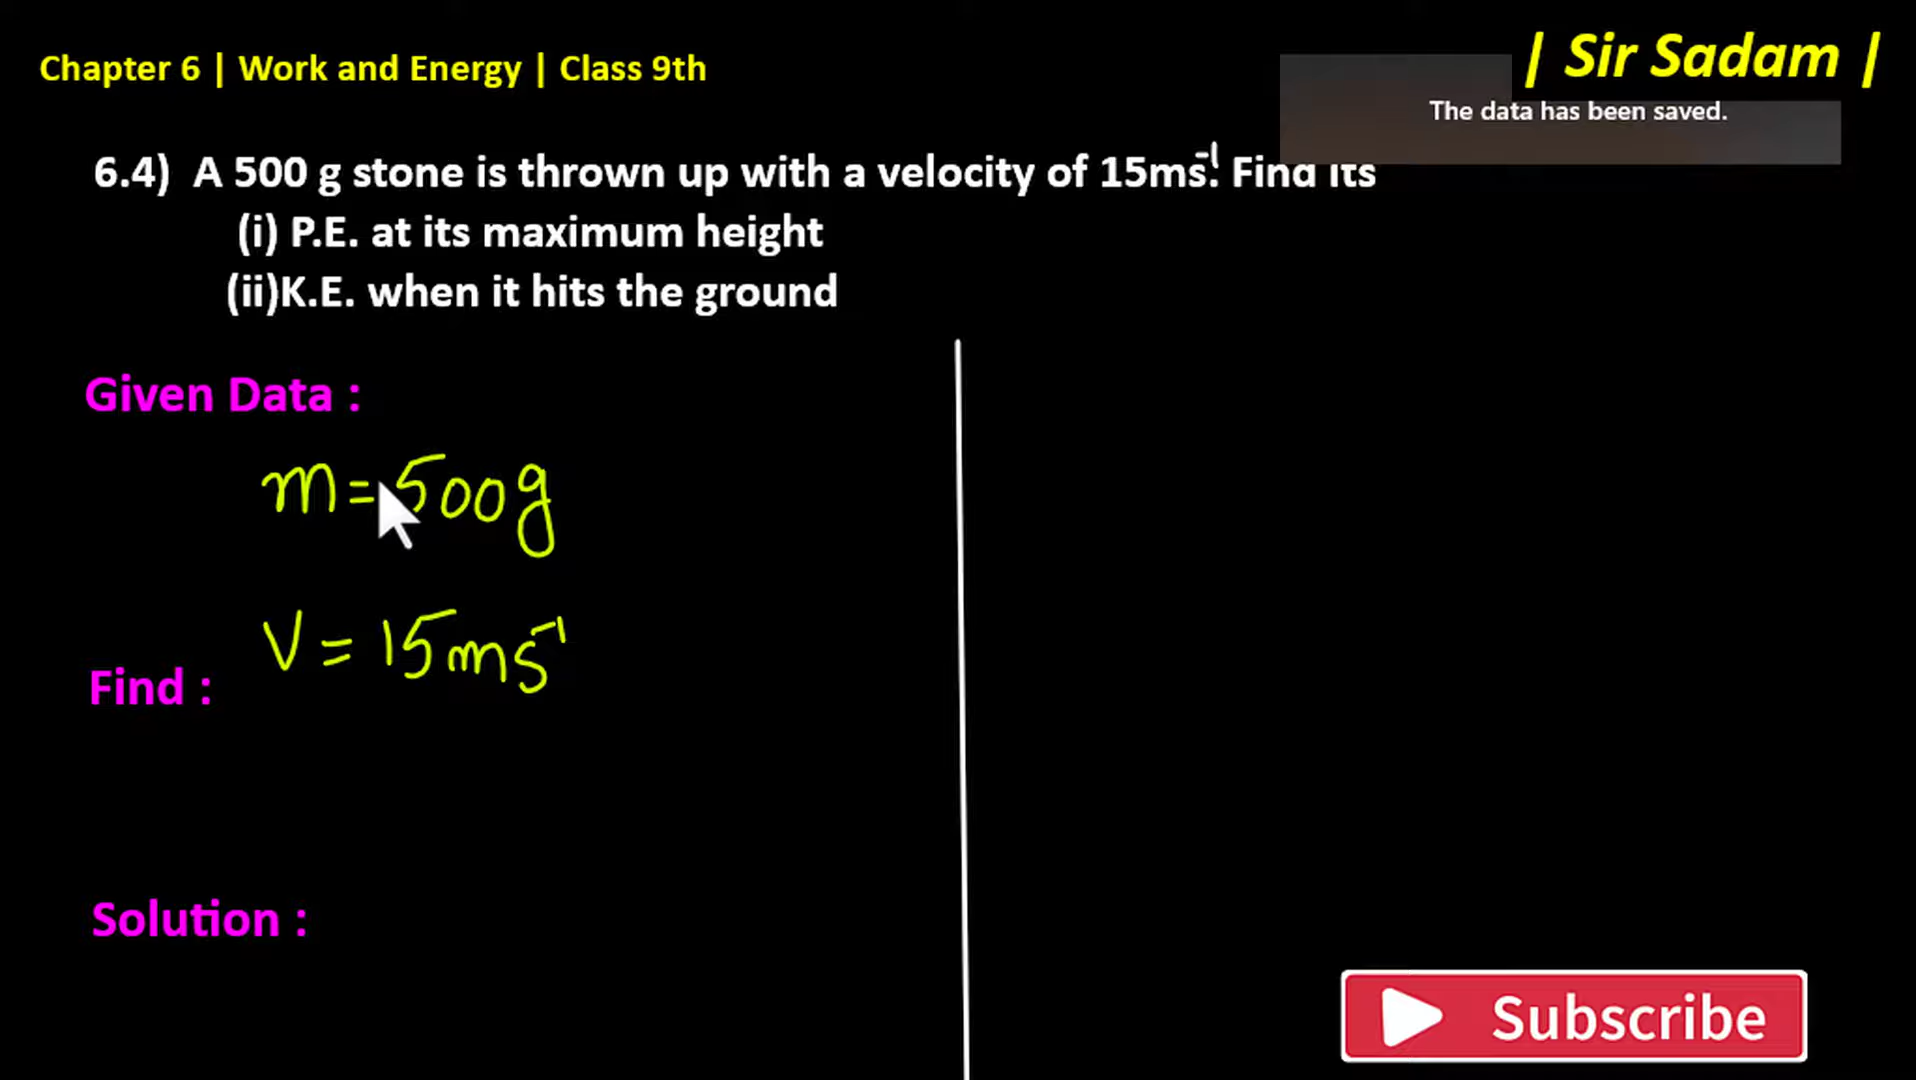 Chapter 6 | Work and Energy | Class 9th
| Sir Sadam |
The data has been saved.
6.4) A 500 g stone is thrown up with a velocity of 15ms⁻¹. Find its
(i) P.E. at its maximum height
(ii)K.E. when it hits the ground
Given Data :
m = 500g
V = 15ms⁻¹
Find :
Solution :
Subscribe